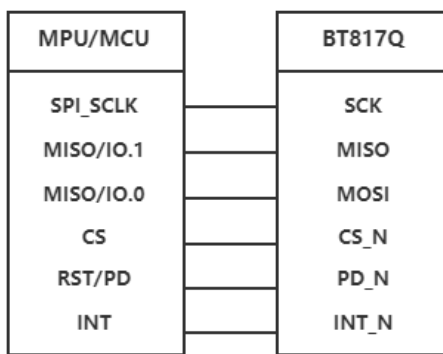 MPU/MCU BT817Q
SPI_SCLK SCK
MISO/IO.1 MISO
MISO/IO.0 MOSI
CS CS_N
RST/PD PD_N
INT INT_N